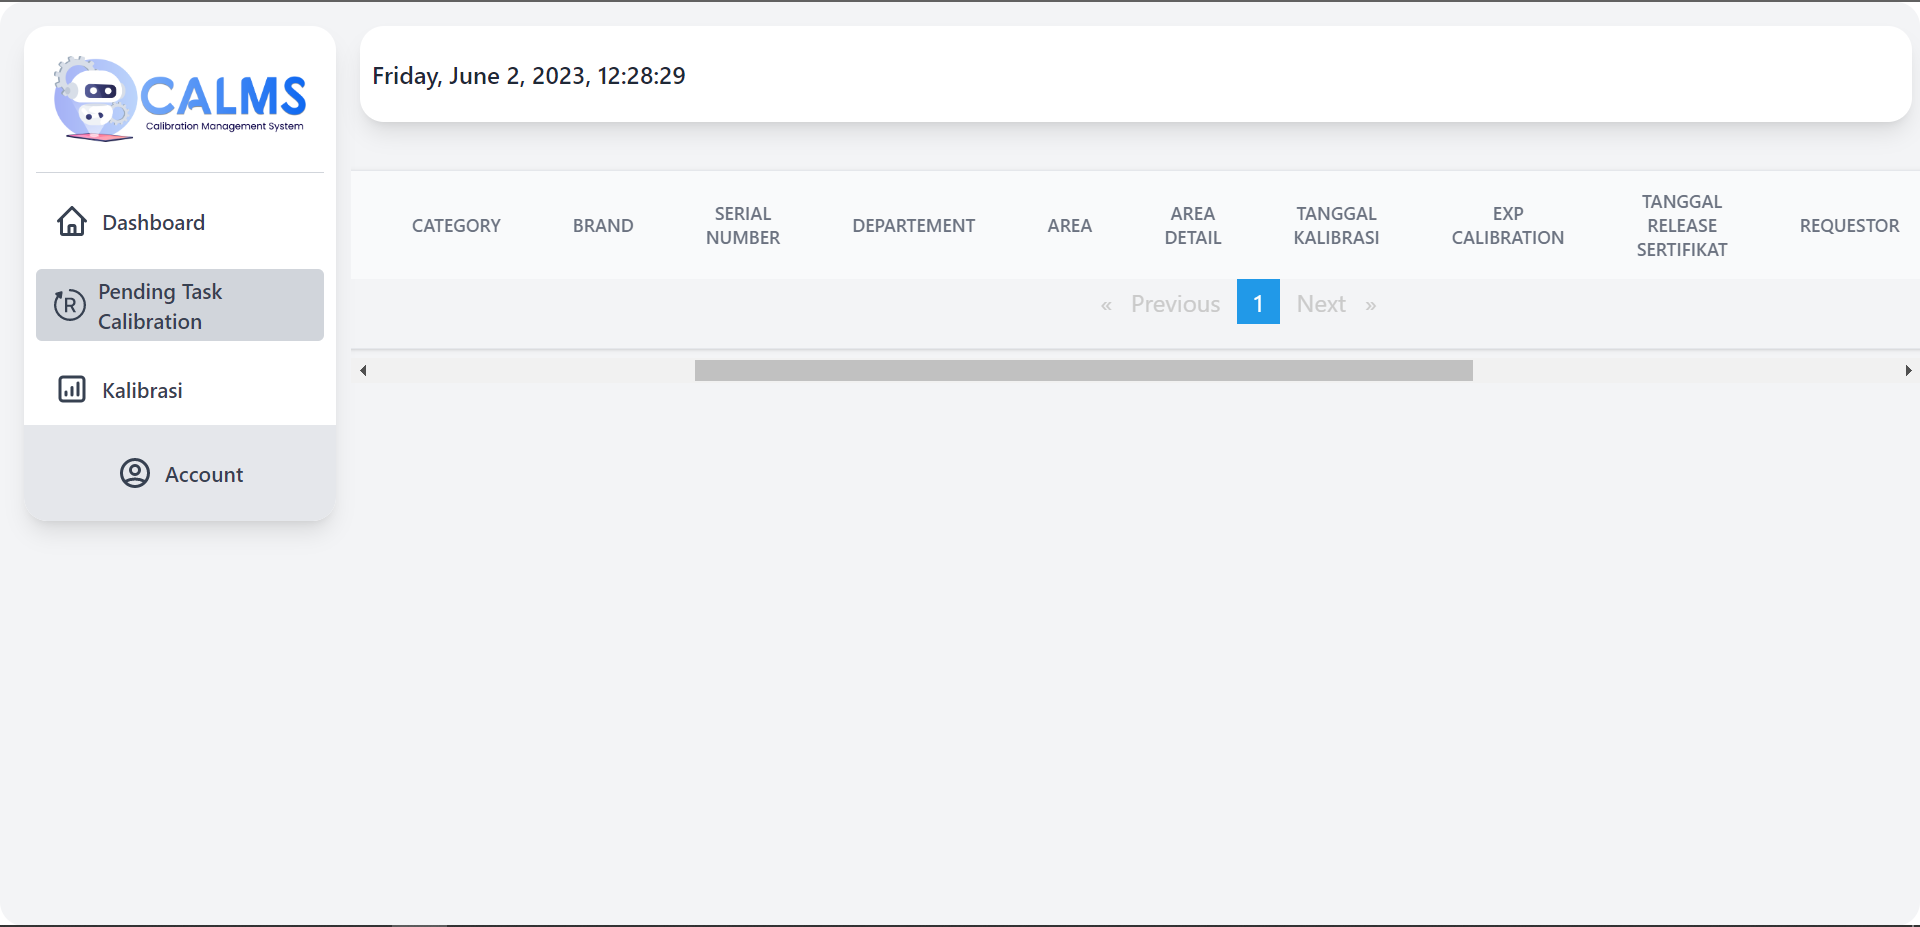 CALMS
Calibration Management System
Dashboard
R
Pending Task
Calibration
Kalibrasi
Account
Friday, June 2, 2023, 12:28:29
CATEGORY
BRAND
SERIAL
NUMBER
DEPARTEMENT
AREA
AREA
DETAIL
TANGGAL
KALIBRASI
EXP
CALIBRATION
TANGGAL
RELEASE
SERTIFIKAT
REQUESTOR
« Previous 1 Next »